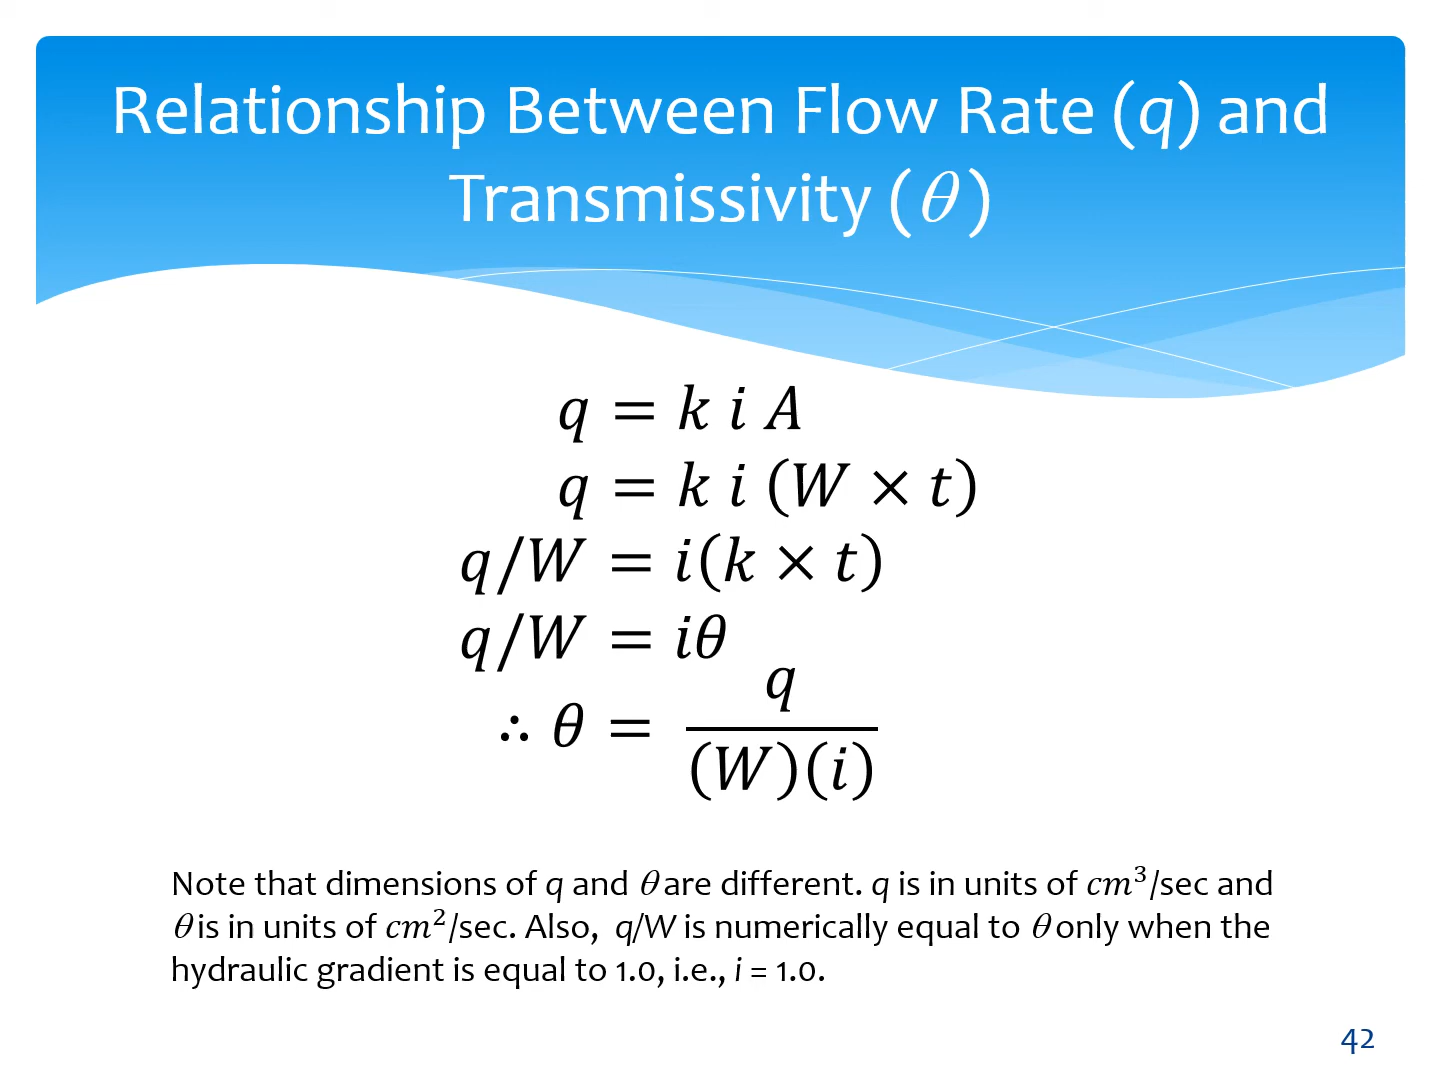 Relationship Between Flow Rate (q) and
Transmissivity (θ)
q = k i A
q = k i (W × t)
q/W = i(k × t)
q/W = iθ
∴ θ = q / (W)(i)
Note that dimensions of q and θ are different. q is in units of cm³/sec and
θ is in units of cm²/sec. Also, q/W is numerically equal to θ only when the
hydraulic gradient is equal to 1.0, i.e., i = 1.0.
42